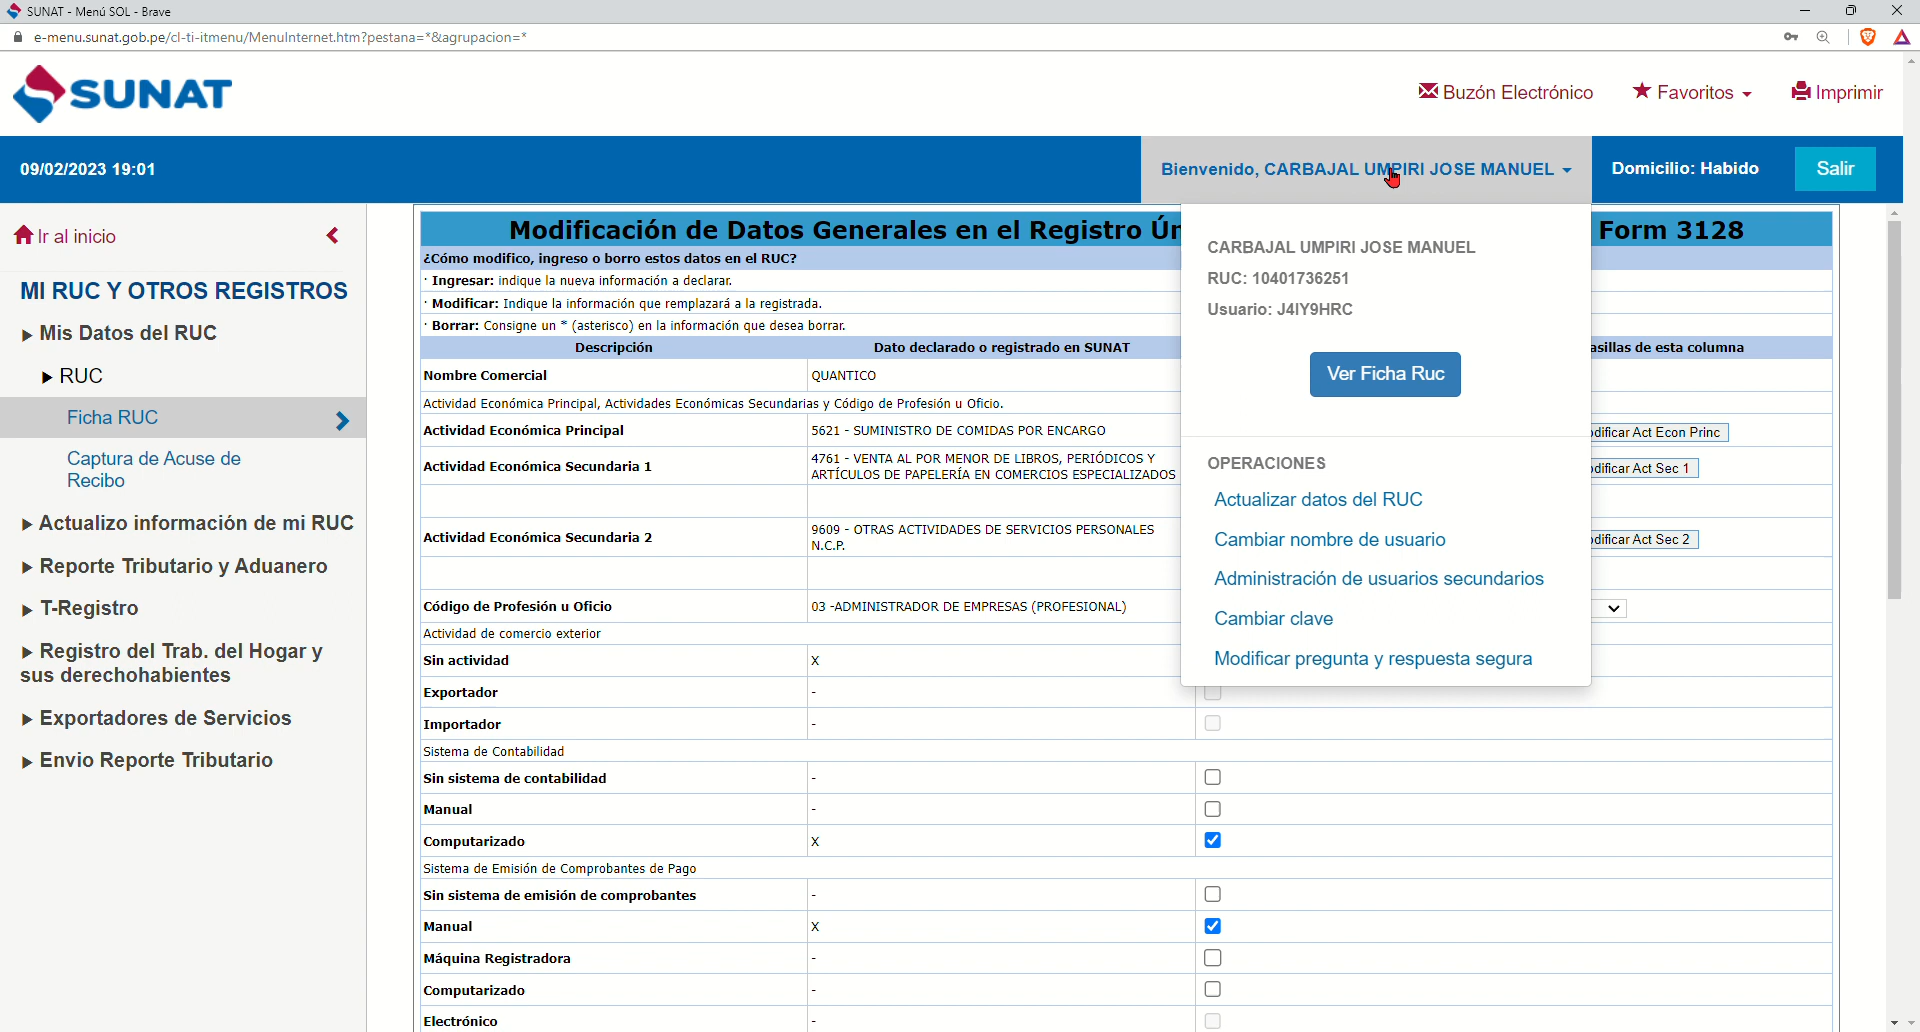 SUNAT - Menú SOL - Brave
e-menu.sunat.gob.pe/cl-ti-itmenu/MenuInternet.htm?pestana=*&agrupacion=*
SUNAT
Buzón Electrónico
Favoritos
Imprimir
09/02/2023 19:01
Bienvenido, CARBAJAL UMPIRI JOSE MANUEL
Domicilio: Habido
Salir
Ir al inicio
MI RUC Y OTROS REGISTROS
Mis Datos del RUC
RUC
Ficha RUC
Captura de Acuse de
Recibo
Actualizo información de mi RUC
Reporte Tributario y Aduanero
T-Registro
Registro del Trab. del Hogar y
sus derechohabientes
Exportadores de Servicios
Envio Reporte Tributario
Modificación de Datos Generales en el Registro Ún Form 3128
¿Cómo modifico, ingreso o borro estos datos en el RUC?
· Ingresar: indique la nueva información a declarar.
· Modificar: Indique la información que remplazará a la registrada.
· Borrar: Consigne un * (asterisco) en la información que desea borrar.
Descripción Dato declarado o registrado en SUNAT asillas de esta columna
Nombre Comercial QUANTICO
Actividad Económica Principal, Actividades Económicas Secundarias y Código de Profesión u Oficio.
Actividad Económica Principal 5621 - SUMINISTRO DE COMIDAS POR ENCARGO odificar Act Econ Princ
Actividad Económica Secundaria 1 4761 - VENTA AL POR MENOR DE LIBROS, PERIÓDICOS Y
ARTÍCULOS DE PAPELERÍA EN COMERCIOS ESPECIALIZADOS odificar Act Sec 1
Actividad Económica Secundaria 2 9609 - OTRAS ACTIVIDADES DE SERVICIOS PERSONALES
N.C.P. odificar Act Sec 2
Código de Profesión u Oficio 03 -ADMINISTRADOR DE EMPRESAS (PROFESIONAL)
Actividad de comercio exterior
Sin actividad X
Exportador -
Importador -
Sistema de Contabilidad
Sin sistema de contabilidad -
Manual -
Computarizado X
Sistema de Emisión de Comprobantes de Pago
Sin sistema de emisión de comprobantes -
Manual X
Máquina Registradora -
Computarizado -
Electrónico -
CARBAJAL UMPIRI JOSE MANUEL
RUC: 10401736251
Usuario: J4IY9HRC
Ver Ficha Ruc
OPERACIONES
Actualizar datos del RUC
Cambiar nombre de usuario
Administración de usuarios secundarios
Cambiar clave
Modificar pregunta y respuesta segura